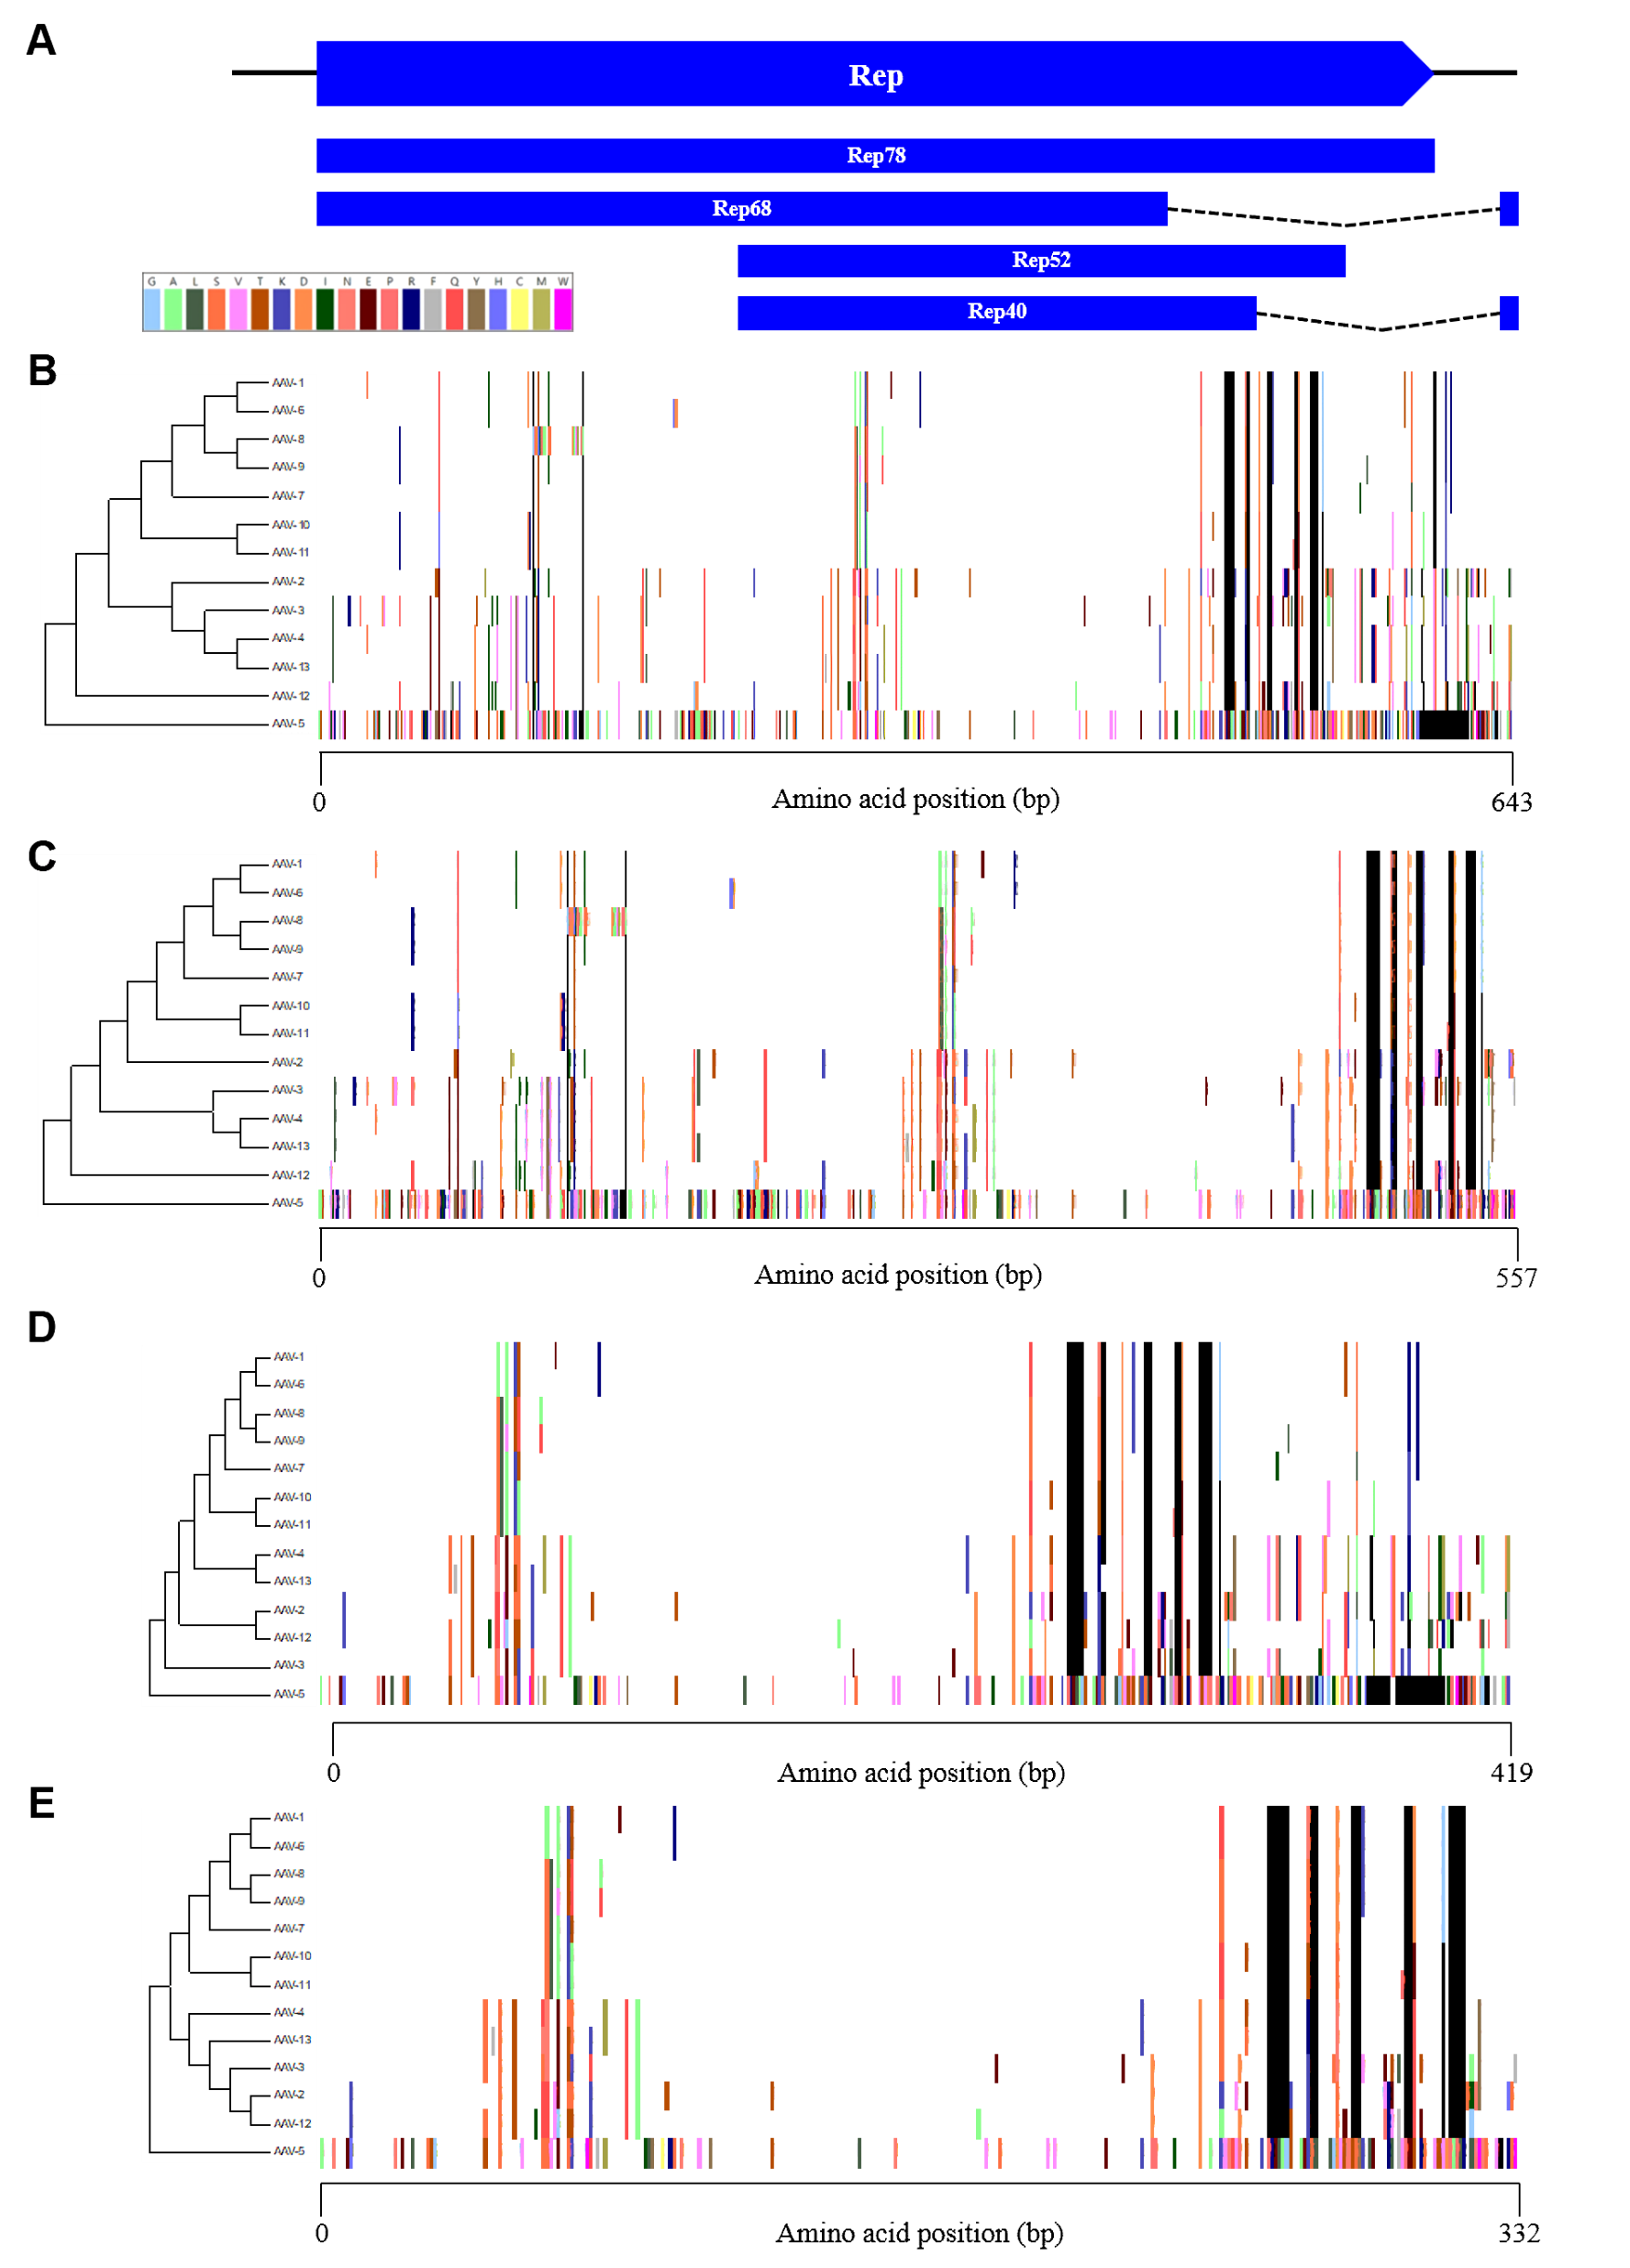 A
Rep
Rep78
Rep68
Rep52
Rep40
G A L S V T K D I N E P R F Q Y H C M W
B
AAV-1
AAV-6
AAV-8
AAV-9
AAV-7
AAV-10
AAV-11
AAV-2
AAV-3
AAV-4
AAV-13
AAV-12
AAV-5
0 Amino acid position (bp) 643
C
AAV-1
AAV-6
AAV-8
AAV-9
AAV-7
AAV-10
AAV-11
AAV-2
AAV-3
AAV-4
AAV-13
AAV-12
AAV-5
0 Amino acid position (bp) 557
D
AAV-1
AAV-6
AAV-8
AAV-9
AAV-7
AAV-10
AAV-11
AAV-4
AAV-13
AAV-2
AAV-12
AAV-3
AAV-5
0 Amino acid position (bp) 419
E
AAV-1
AAV-6
AAV-8
AAV-9
AAV-7
AAV-10
AAV-11
AAV-4
AAV-13
AAV-3
AAV-2
AAV-12
AAV-5
0 Amino acid position (bp) 332